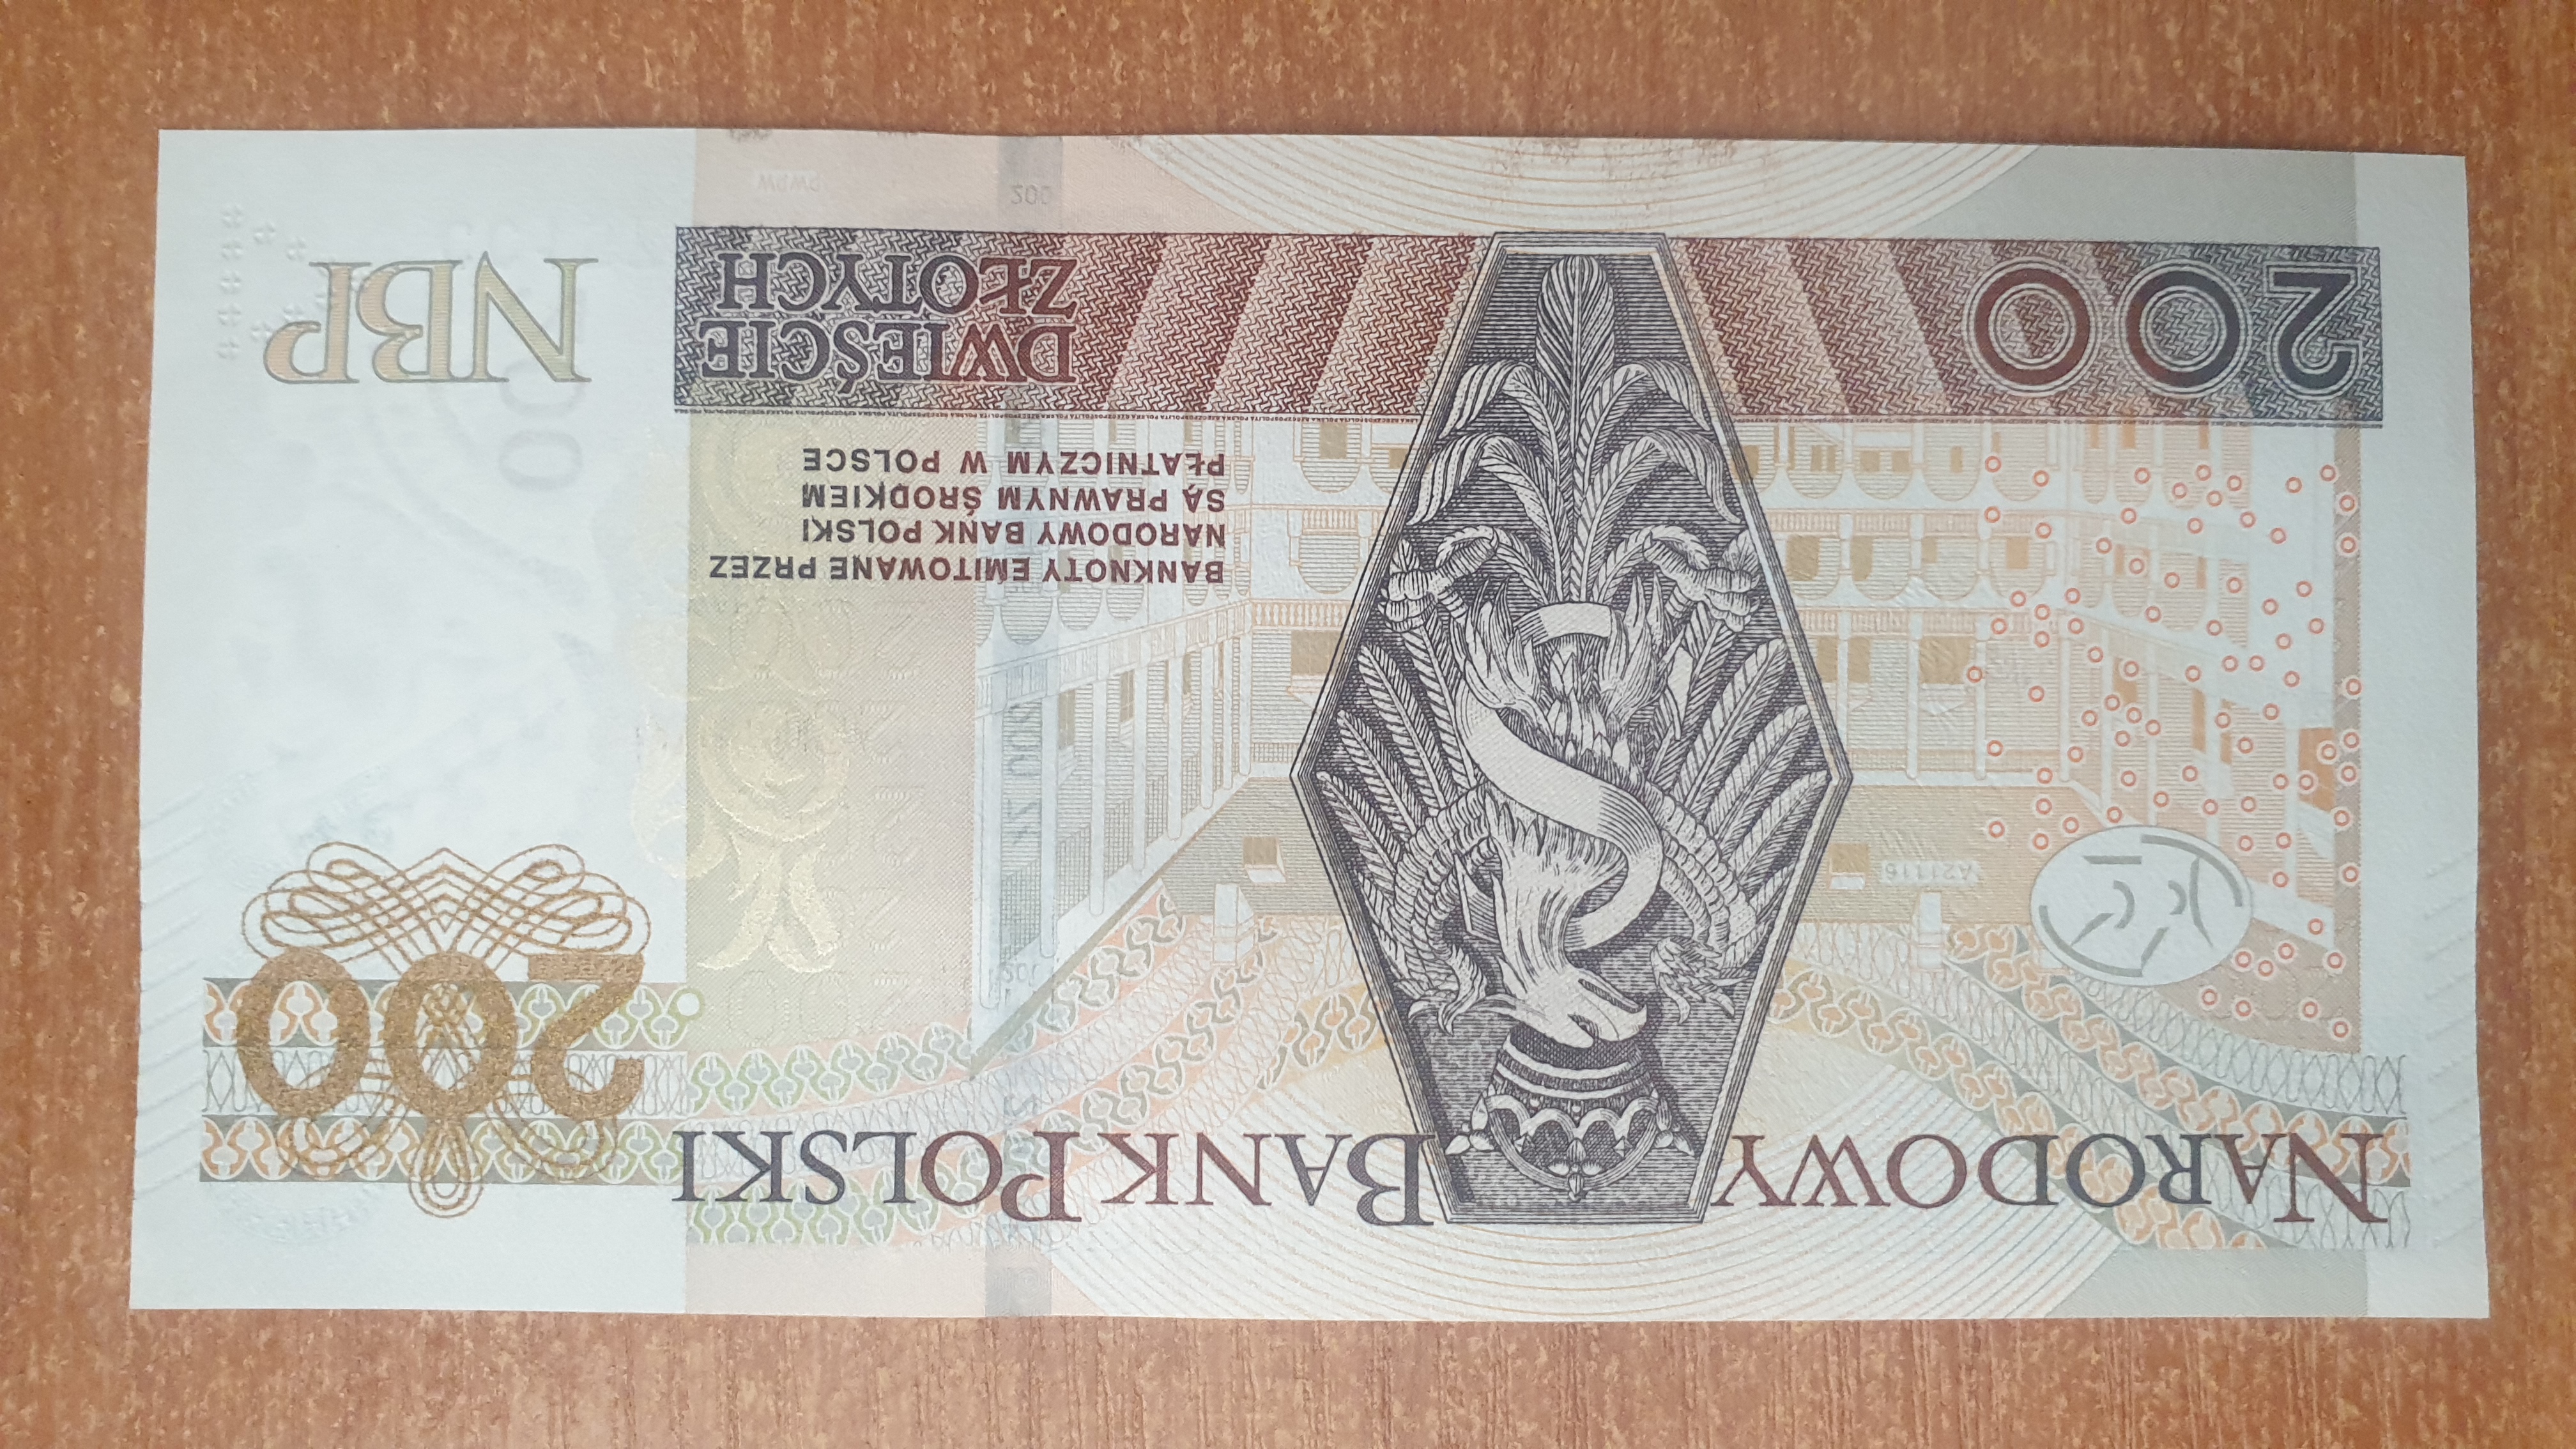 NARODOWY BANK POLSKI
200
A21116
BANKNOTY EMITOWANE PRZEZ
NARODOWY BANK POLSKI
SĄ PRAWNYM ŚRODKIEM
PŁATNICZYM W POLSCE
200
DWIEŚCIE
ZŁOTYCH
NBP
200